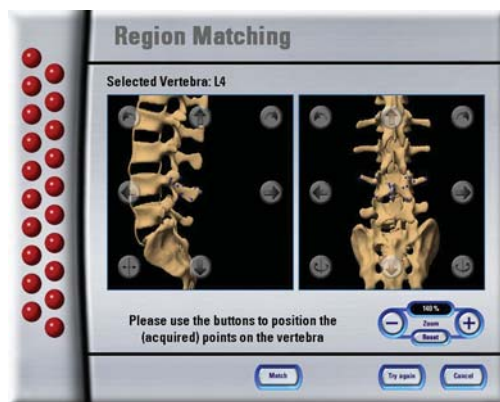 Region Matching
Selected Vertebra: L4
Please use the buttons to position the
(acquired) points on the vertebra
140 %
Zoom
Reset
Match
Try again
Cancel